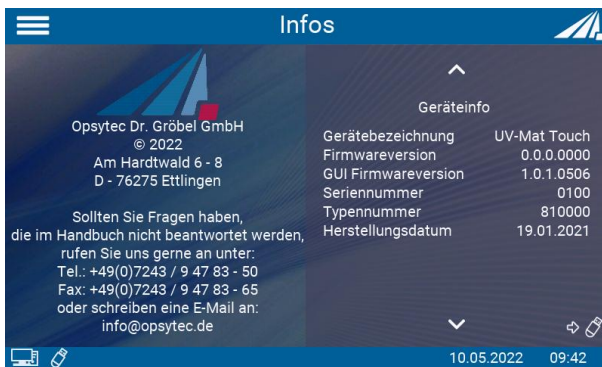 Infos
Opsytec Dr. Gröbel GmbH
© 2022
Am Hardtwald 6 - 8
D - 76275 Ettlingen
Sollten Sie Fragen haben,
die im Handbuch nicht beantwortet werden,
rufen Sie uns gerne an unter:
Tel.: +49(0)7243 / 9 47 83 - 50
Fax: +49(0)7243 / 9 47 83 - 65
oder schreiben eine E-Mail an:
info@opsytec.de
Geräteinfo
Gerätebezeichnung UV-Mat Touch
Firmwareversion 0.0.0.0000
GUI Firmwareversion 1.0.1.0506
Seriennummer 0100
Typennummer 810000
Herstellungsdatum 19.01.2021
10.05.2022 09:42